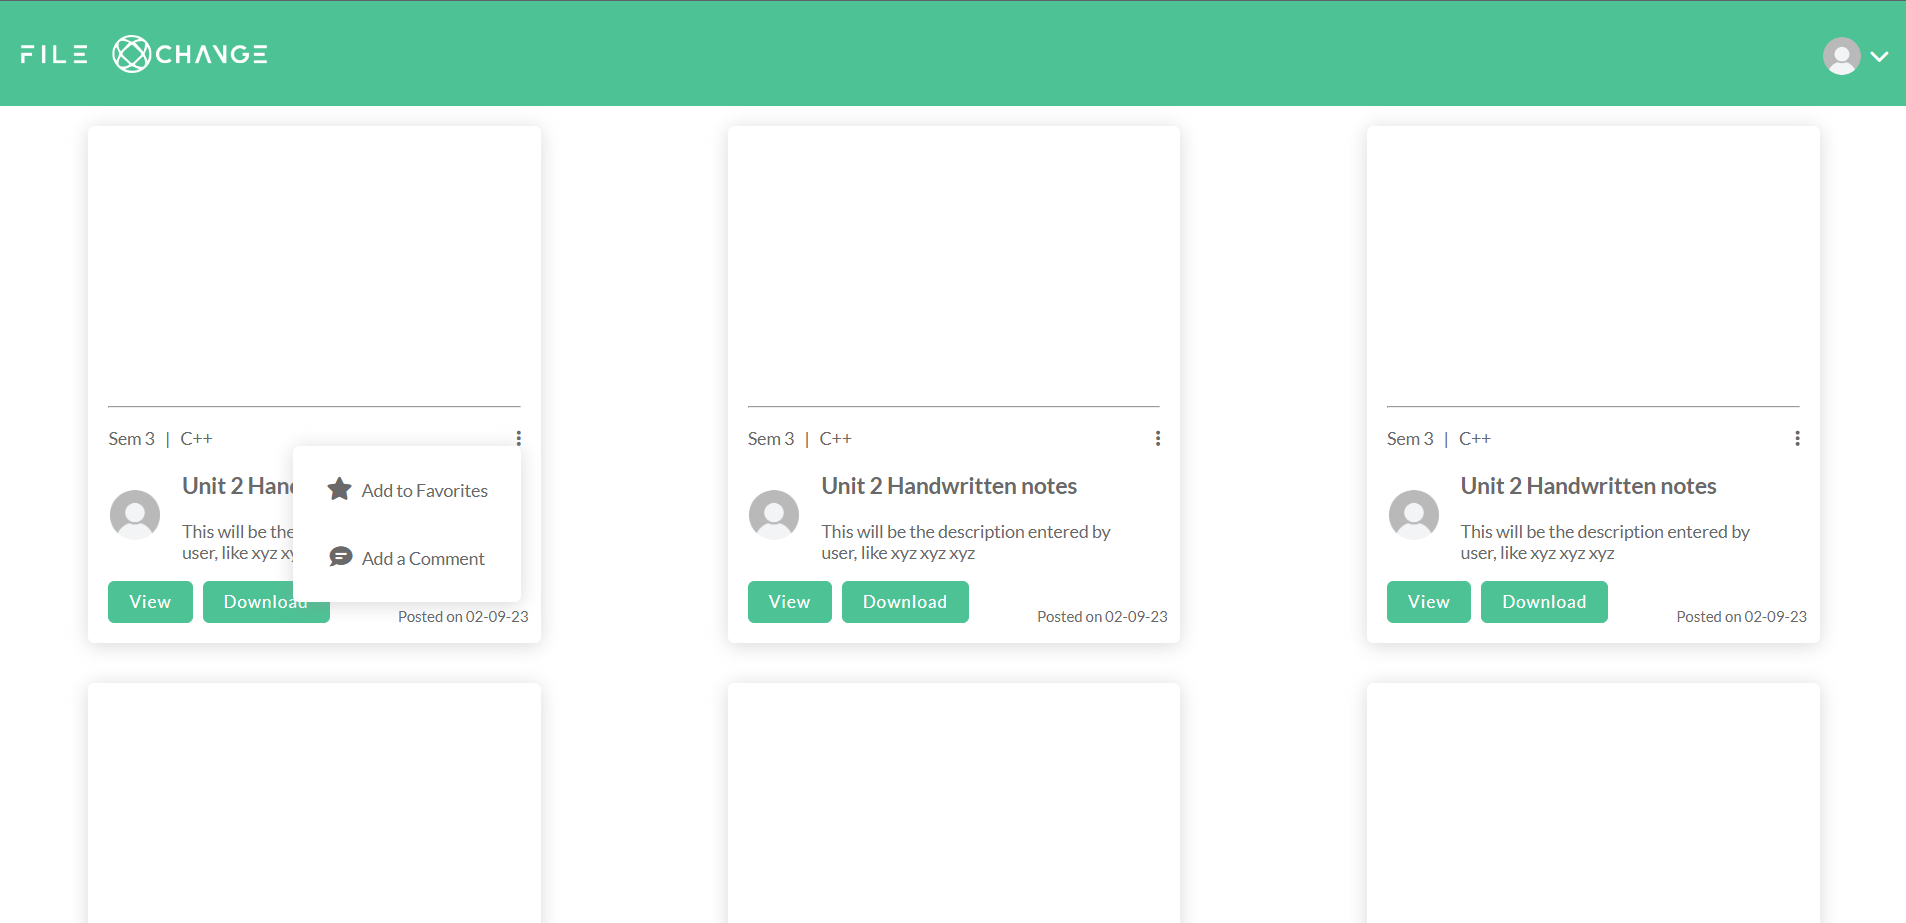 FILE XCHANGE
Sem 3 | C++
Unit 2 Hand
This will be the
user, like xyz xy
Add to Favorites
Add a Comment
View
Download
Posted on 02-09-23
Sem 3 | C++
Unit 2 Handwritten notes
This will be the description entered by
user, like xyz xyz xyz
View
Download
Posted on 02-09-23
Sem 3 | C++
Unit 2 Handwritten notes
This will be the description entered by
user, like xyz xyz xyz
View
Download
Posted on 02-09-23